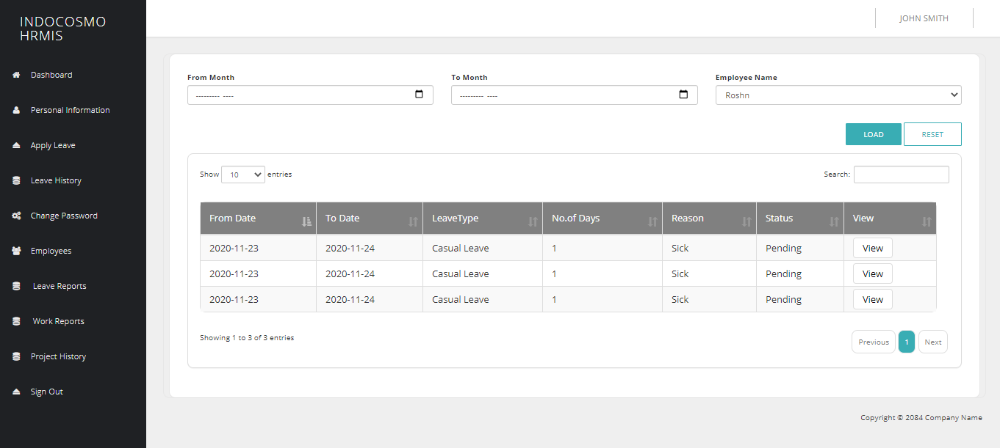 INDOCOSMO
HRMIS
JOHN SMITH
Dashboard
Personal Information
Apply Leave
Leave History
Change Password
Employees
Leave Reports
Work Reports
Project History
Sign Out
From Month To Month Employee Name
--------- ---- --------- ---- Roshn
LOAD RESET
Show 10 entries Search:
From Date To Date LeaveType No.of Days Reason Status View
2020-11-23 2020-11-24 Casual Leave 1 Sick Pending View
2020-11-23 2020-11-24 Casual Leave 1 Sick Pending View
2020-11-23 2020-11-24 Casual Leave 1 Sick Pending View
Showing 1 to 3 of 3 entries Previous 1 Next
Copyright © 2084 Company Name